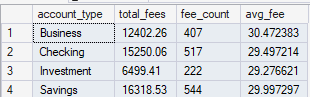 account_type total_fees fee_count avg_fee
1 Business 12402.26 407 30.472383
2 Checking 15250.06 517 29.497214
3 Investment 6499.41 222 29.276621
4 Savings 16318.53 544 29.997297